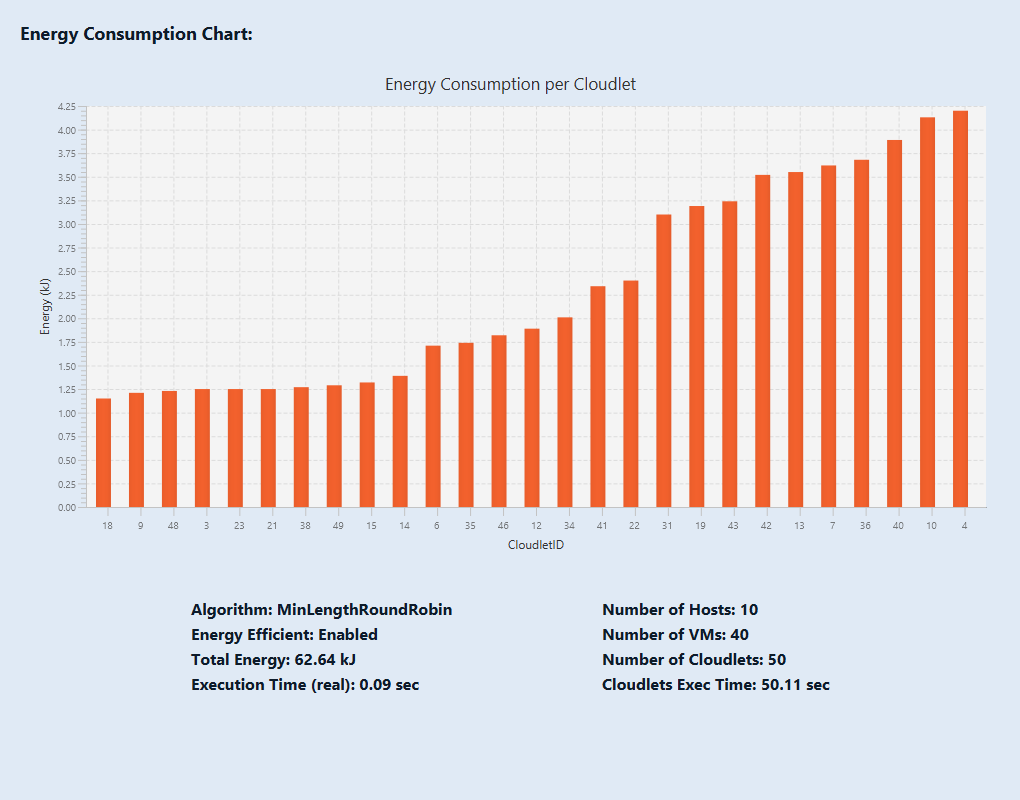 Energy Consumption Chart:
Energy Consumption per Cloudlet
4.25
4.00
3.75
3.50
3.25
3.00
2.75
2.50
2.25
2.00
1.75
1.50
1.25
1.00
0.75
0.50
0.25
0.00
Energy (kJ)
18 9 48 3 23 21 38 49 15 14 6 35 46 12 34 41 22 31 19 43 42 13 7 36 40 10 4
CloudletID
Algorithm: MinLengthRoundRobin
Energy Efficient: Enabled
Total Energy: 62.64 kJ
Execution Time (real): 0.09 sec
Number of Hosts: 10
Number of VMs: 40
Number of Cloudlets: 50
Cloudlets Exec Time: 50.11 sec